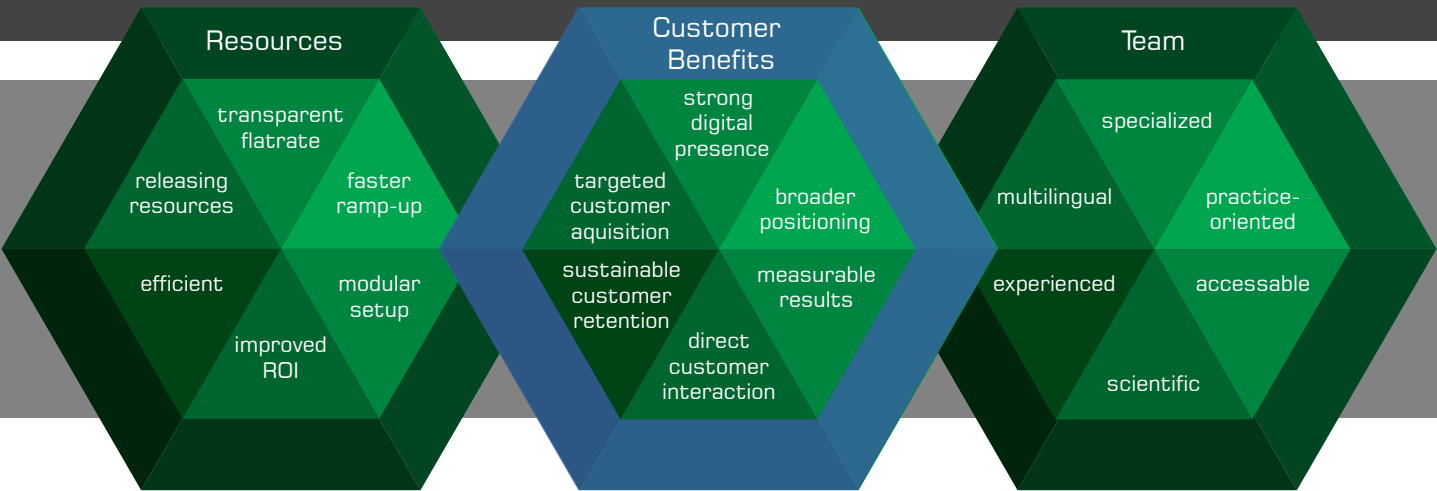 Resources
transparent
flatrate
releasing
resources
faster
ramp-up
efficient
modular
setup
improved
ROI
Customer
Benefits
strong
digital
presence
targeted
customer
aquisition
broader
positioning
sustainable
customer
retention
measurable
results
direct
customer
interaction
Team
specialized
multilingual
practice-
oriented
experienced
accessable
scientific